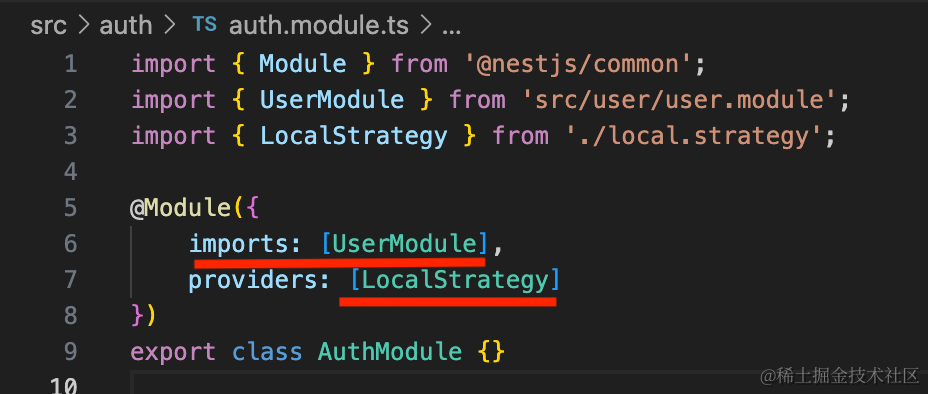 src > auth > TS auth.module.ts > ...
1 import { Module } from '@nestjs/common';
2 import { UserModule } from 'src/user/user.module';
3 import { LocalStrategy } from './local.strategy';
4
5 @Module({
6     imports: [UserModule],
7     providers: [LocalStrategy]
8 })
9 export class AuthModule {}
10
@稀土掘金技术社区